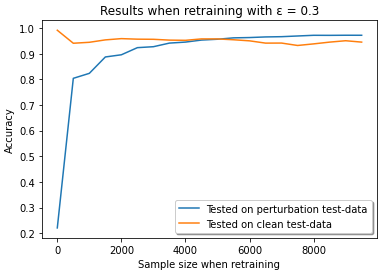 Results when retraining with ε = 0.3
1.0
0.9
0.8
0.7
0.6
0.5
0.4
0.3
0.2
Accuracy
Tested on perturbation test-data
Tested on clean test-data
0
2000
4000
6000
8000
Sample size when retraining